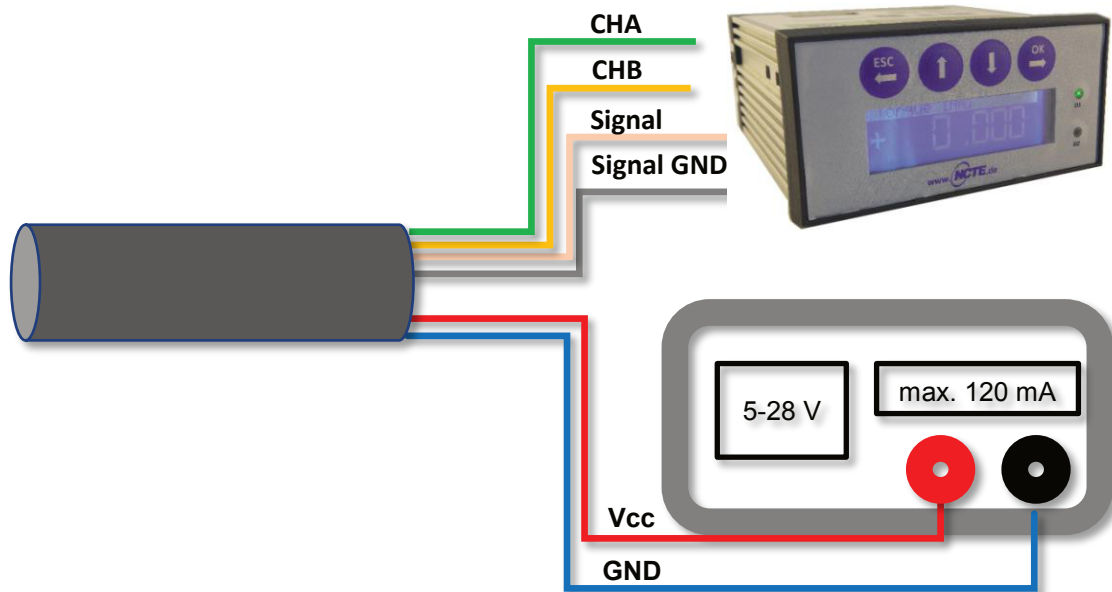 CHA
CHB
Signal
Signal GND
ESC
OK
0.000
www.NCTE.de
5-28 V
max. 120 mA
Vcc
GND